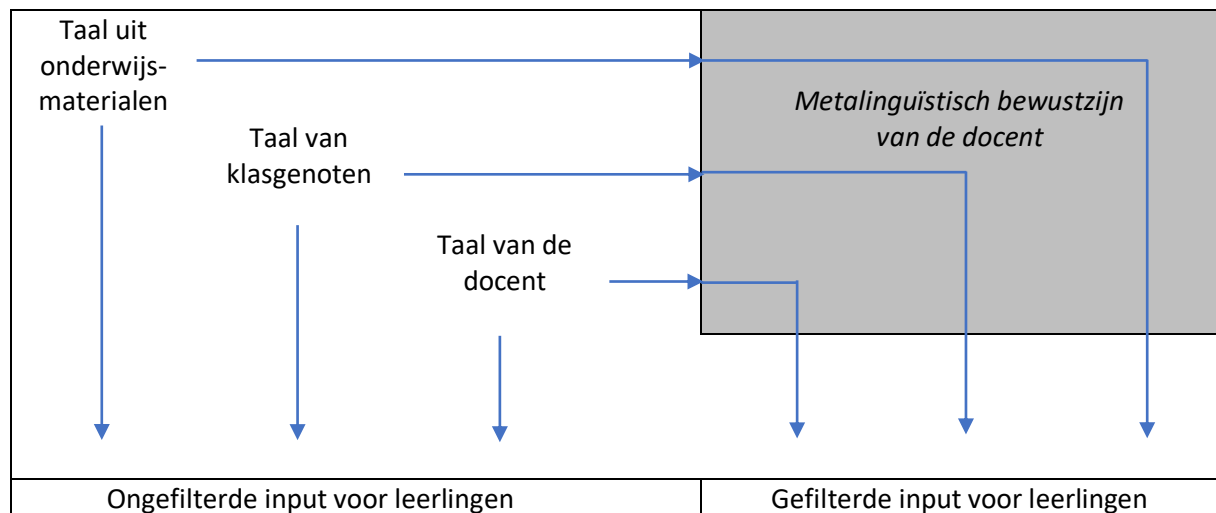 Taal uit
onderwijs-
materialen
Metalinguïstisch bewustzijn
van de docent
Taal van
klasgenoten
Taal van de
docent
Ongefilterde input voor leerlingen
Gefilterde input voor leerlingen